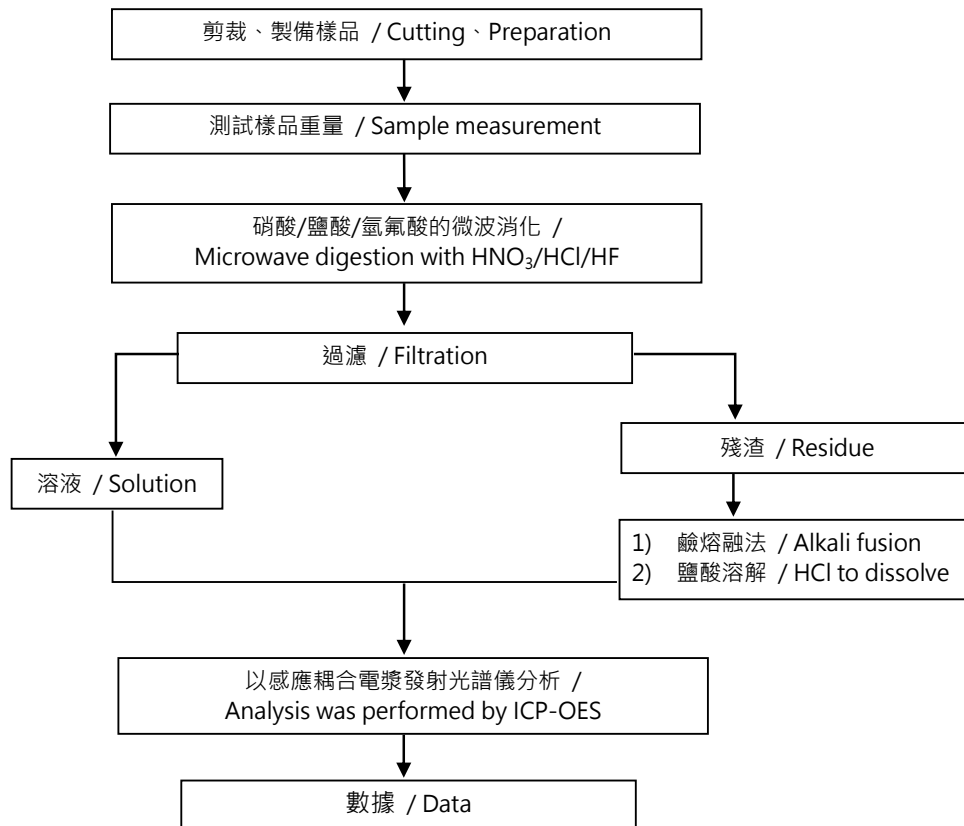 剪裁、製備樣品 / Cutting、Preparation
測試樣品重量 / Sample measurement
硝酸/鹽酸/氫氟酸的微波消化 /
Microwave digestion with HNO₃/HCl/HF
過濾 / Filtration
溶液 / Solution
殘渣 / Residue
1) 鹼熔融法 / Alkali fusion
2) 鹽酸溶解 / HCl to dissolve
以感應耦合電漿發射光譜儀分析 /
Analysis was performed by ICP-OES
數據 / Data